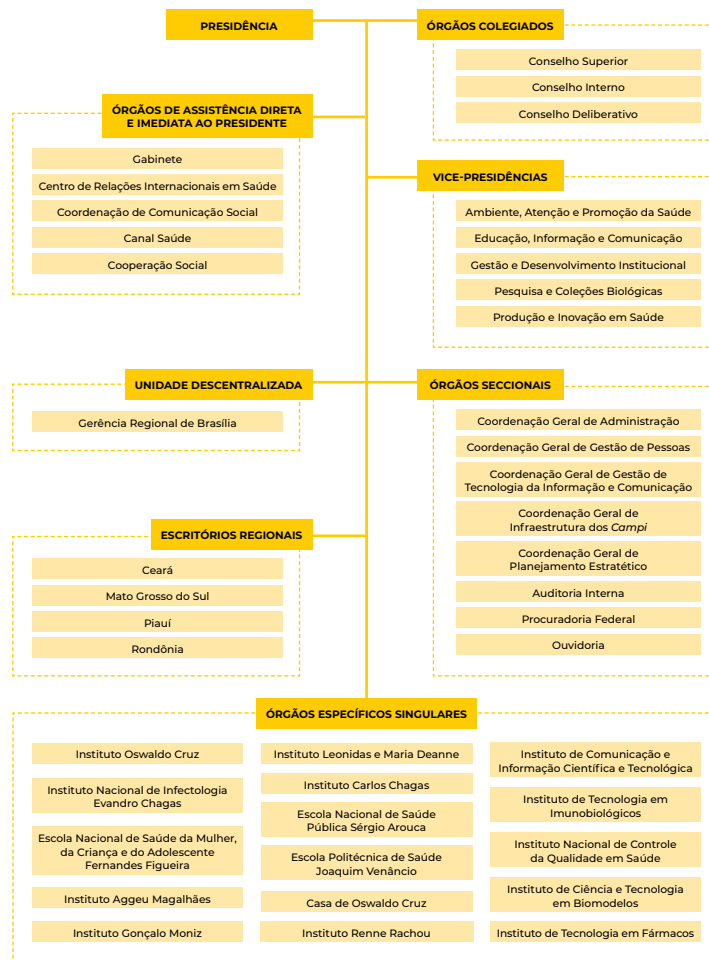 PRESIDÊNCIA
ÓRGÃOS COLEGIADOS
Conselho Superior
Conselho Interno
Conselho Deliberativo
ÓRGÃOS DE ASSISTÊNCIA DIRETA
E IMEDIATA AO PRESIDENTE
Gabinete
Centro de Relações Internacionais em Saúde
Coordenação de Comunicação Social
Canal Saúde
Cooperação Social
VICE-PRESIDÊNCIAS
Ambiente, Atenção e Promoção da Saúde
Educação, Informação e Comunicação
Gestão e Desenvolvimento Institucional
Pesquisa e Coleções Biológicas
Produção e Inovação em Saúde
UNIDADE DESCENTRALIZADA
Gerência Regional de Brasília
ÓRGÃOS SECCIONAIS
Coordenação Geral de Administração
Coordenação Geral de Gestão de Pessoas
Coordenação Geral de Gestão de
Tecnologia da Informação e Comunicação
Coordenação Geral de
Infraestrutura dos Campi
Coordenação Geral de
Planejamento Estratético
Auditoria Interna
Procuradoria Federal
Ouvidoria
ESCRITÓRIOS REGIONAIS
Ceará
Mato Grosso do Sul
Piauí
Rondônia
ÓRGÃOS ESPECÍFICOS SINGULARES
Instituto Oswaldo Cruz
Instituto Nacional de Infectologia
Evandro Chagas
Escola Nacional de Saúde da Mulher,
da Criança e do Adolescente
Fernandes Figueira
Instituto Aggeu Magalhães
Instituto Gonçalo Moniz
Instituto Leonidas e Maria Deanne
Instituto Carlos Chagas
Escola Nacional de Saúde
Pública Sérgio Arouca
Escola Politécnica de Saúde
Joaquim Venâncio
Casa de Oswaldo Cruz
Instituto Renne Rachou
Instituto de Comunicação e
Informação Científica e Tecnológica
Instituto de Tecnologia em
Imunobiológicos
Instituto Nacional de Controle
da Qualidade em Saúde
Instituto de Ciência e Tecnologia
em Biomodelos
Instituto de Tecnologia em Fármacos